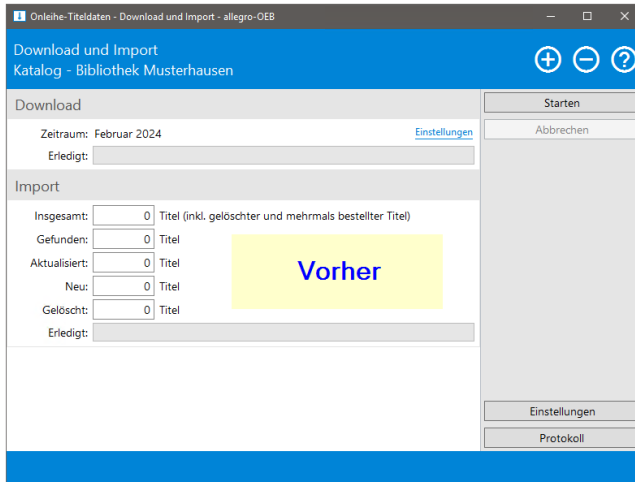 Onleihe-Titeldaten - Download und Import - allegro-OEB
Download und Import
Katalog - Bibliothek Musterhausen
Download
Zeitraum: Februar 2024 Einstellungen
Erledigt:
Import
Insgesamt: 0 Titel (inkl. gelöschter und mehrmals bestellter Titel)
Gefunden: 0 Titel
Aktualisiert: 0 Titel
Neu: 0 Titel
Gelöscht: 0 Titel
Erledigt:
Vorher
Starten
Abbrechen
Einstellungen
Protokoll